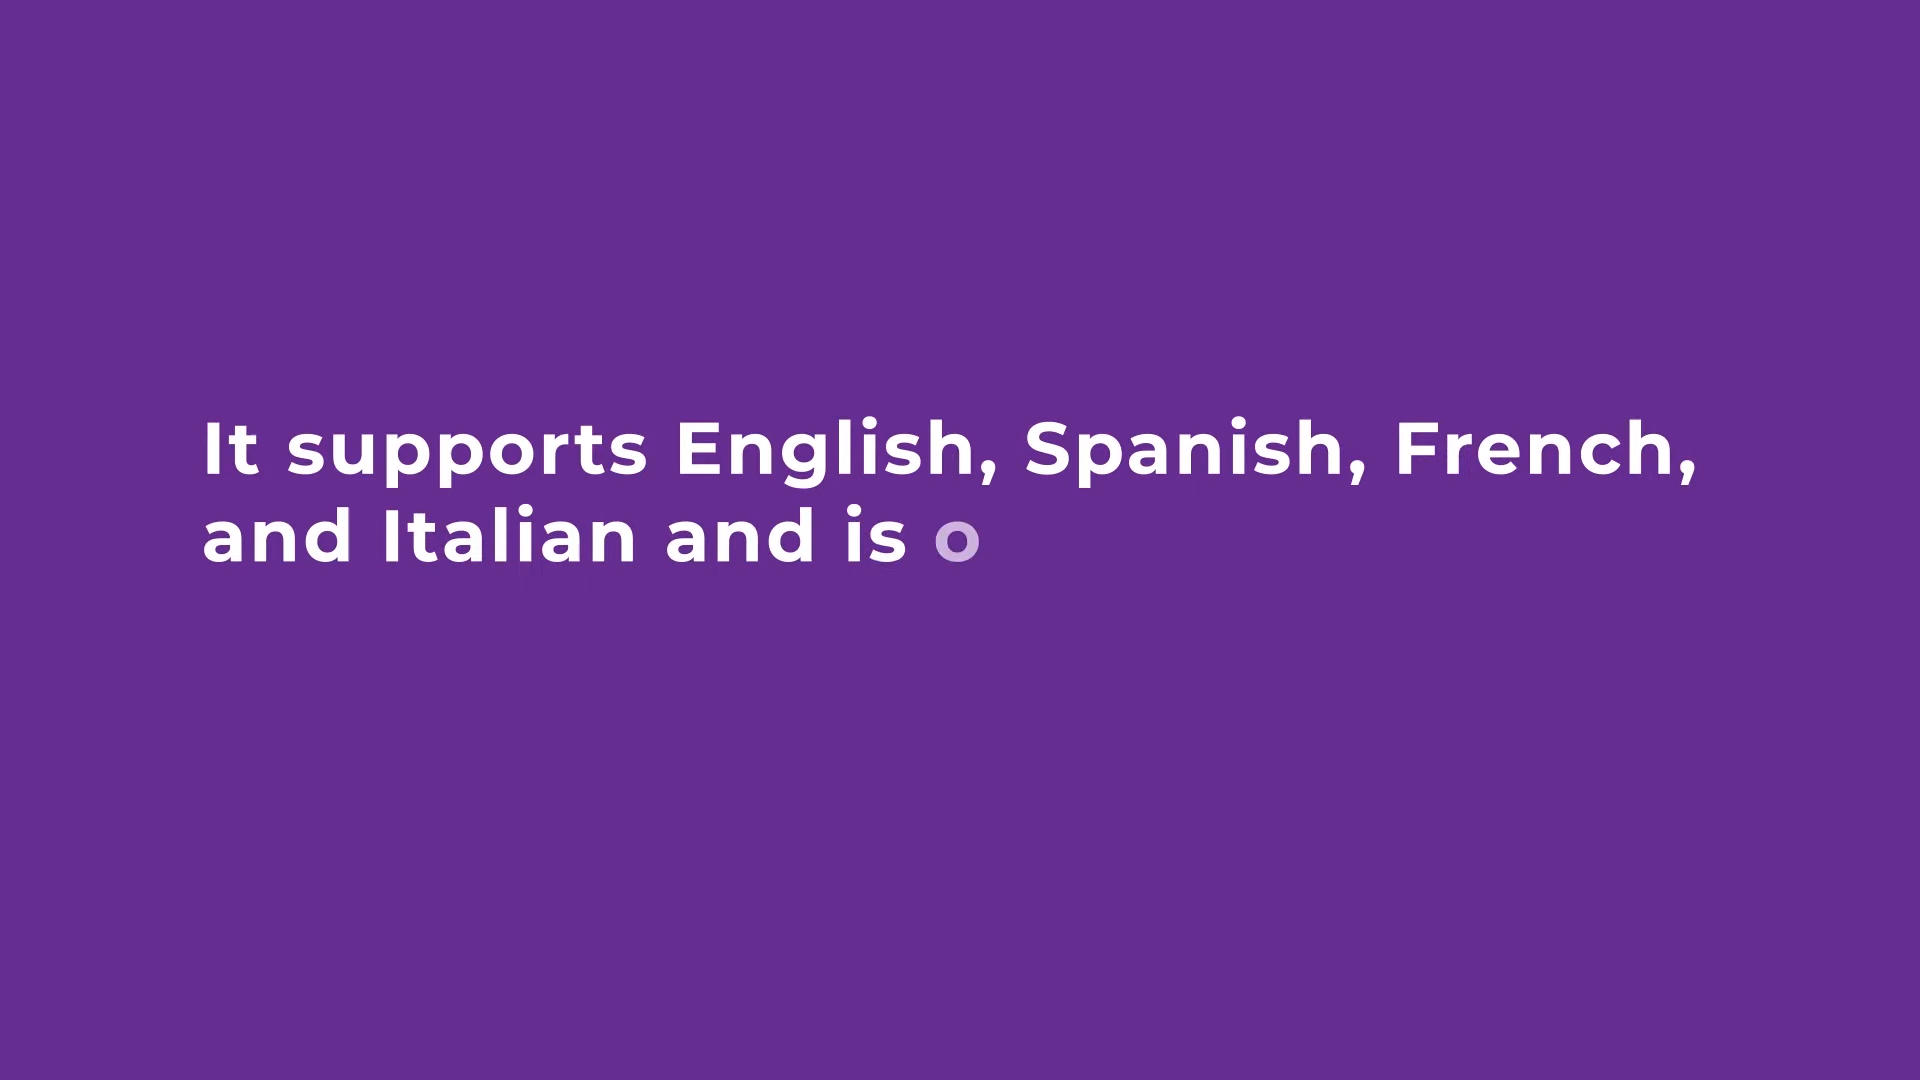 It supports English, Spanish, French,
and Italian and is o